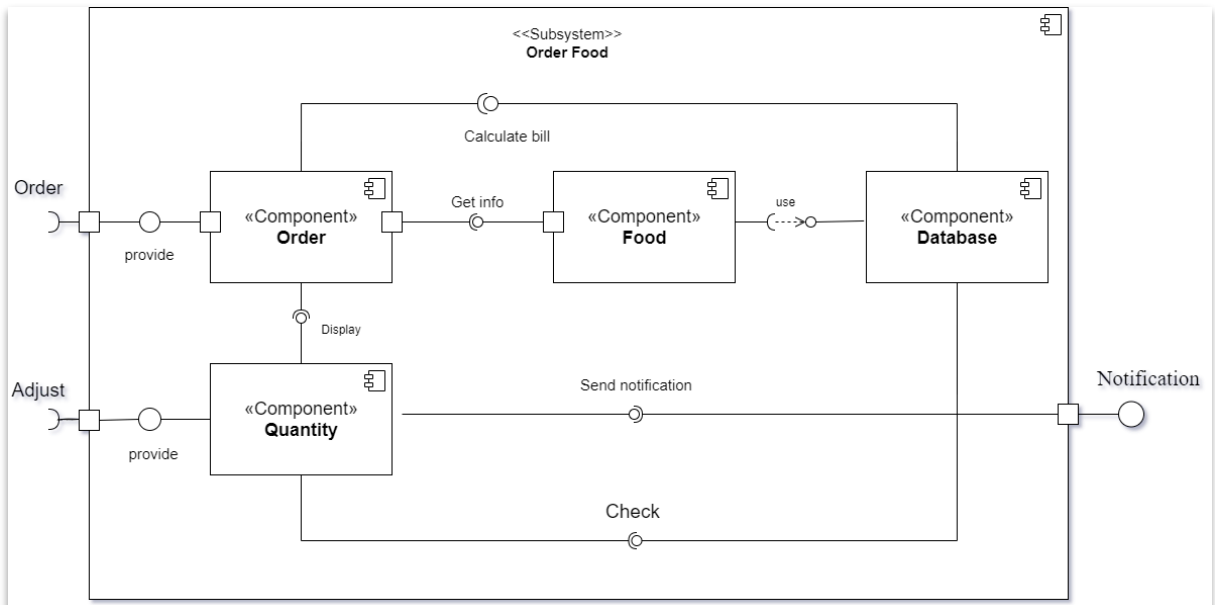 <<Subsystem>>
Order Food
Calculate bill
Order
«Component»
Order
Get info
«Component»
Food
use
«Component»
Database
provide
Display
Adjust
«Component»
Quantity
Send notification
Notification
provide
Check